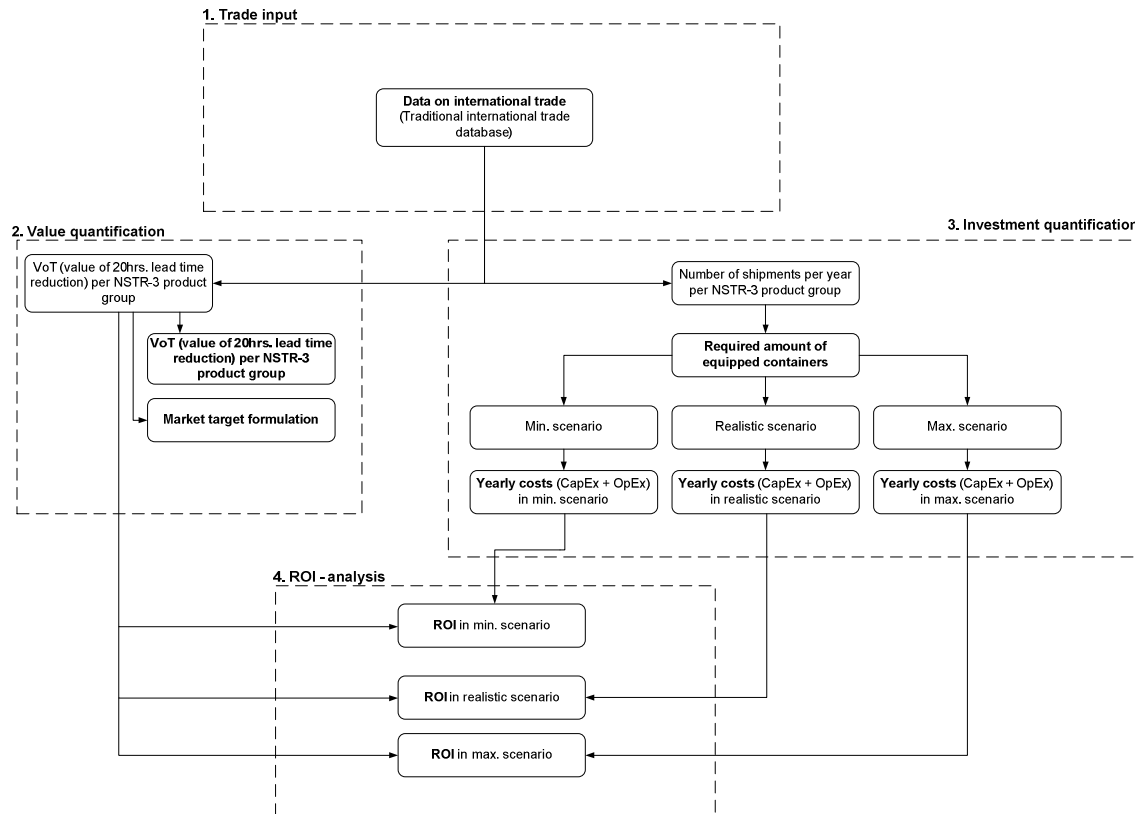 1. Trade input
Data on international trade
(Traditional international trade
database)
2. Value quantification
VoT (value of 20hrs. lead time
reduction) per NSTR-3 product
group
VoT (value of 20hrs. lead time
reduction) per NSTR-3
product group
Market target formulation
3. Investment quantification
Number of shipments per year
per NSTR-3 product group
Required amount of
equipped containers
Min. scenario
Realistic scenario
Max. scenario
Yearly costs (CapEx + OpEx)
in min. scenario
Yearly costs (CapEx + OpEx)
in realistic scenario
Yearly costs (CapEx + OpEx)
in max. scenario
4. ROI - analysis
ROI in min. scenario
ROI in realistic scenario
ROI in max. scenario